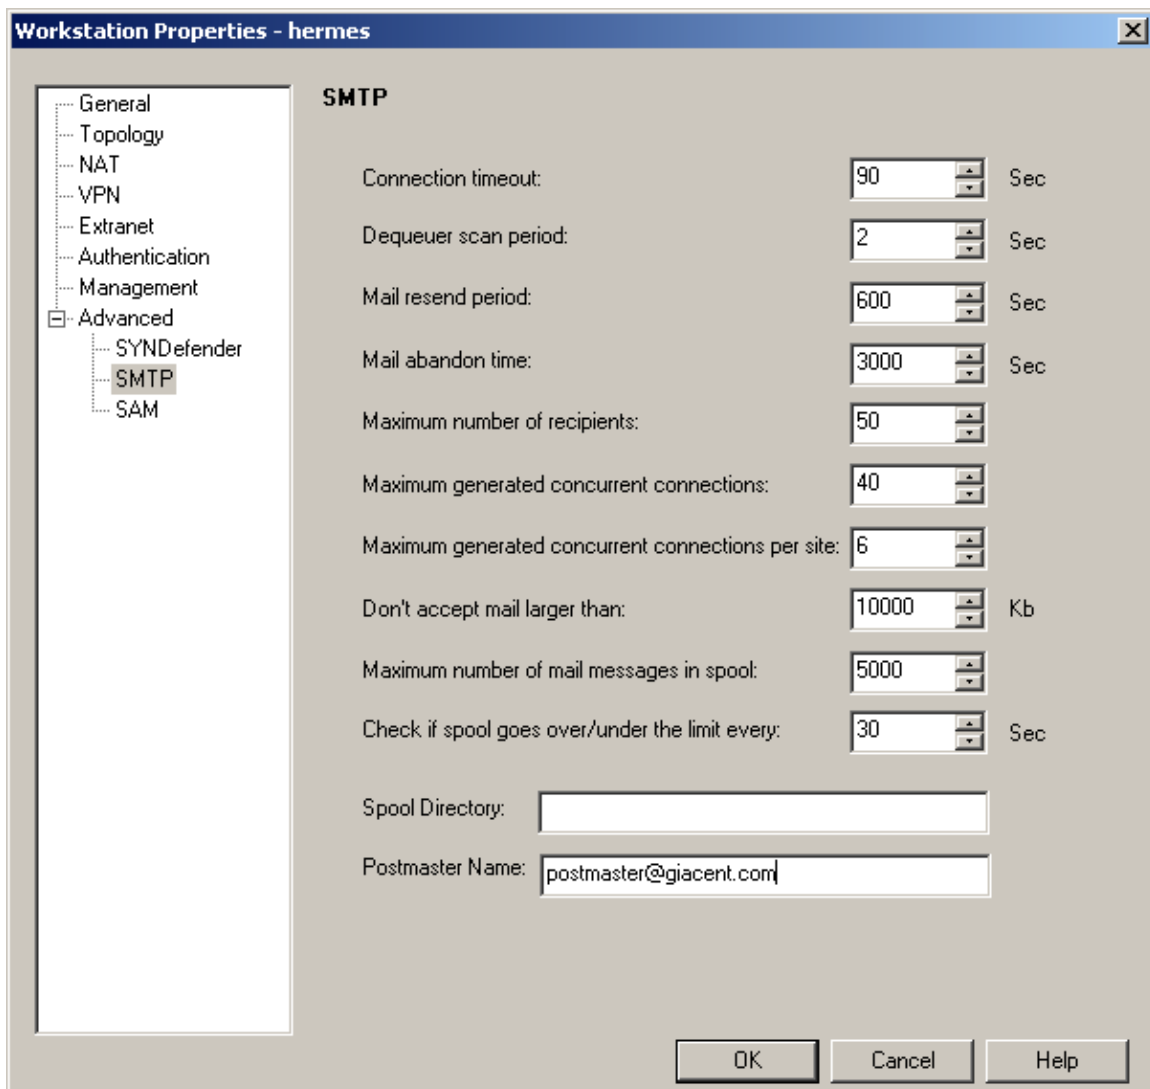 Workstation Properties - hermes
General
Topology
NAT
VPN
Extranet
Authentication
Management
Advanced
SYNDefender
SMTP
SAM
SMTP
Connection timeout: 90 Sec
Dequeuer scan period: 2 Sec
Mail resend period: 600 Sec
Mail abandon time: 3000 Sec
Maximum number of recipients: 50
Maximum generated concurrent connections: 40
Maximum generated concurrent connections per site: 6
Don't accept mail larger than: 10000 Kb
Maximum number of mail messages in spool: 5000
Check if spool goes over/under the limit every: 30 Sec
Spool Directory:
Postmaster Name: postmaster@giacent.com
OK Cancel Help